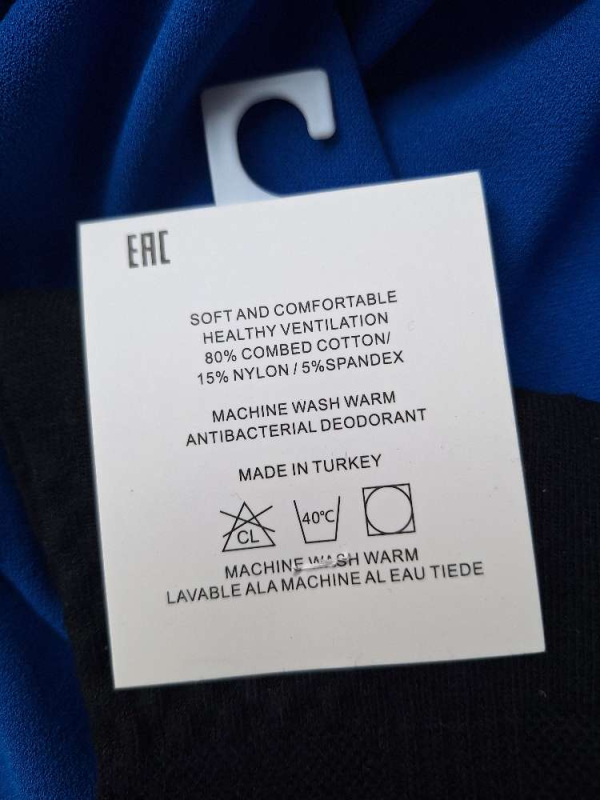 EAC
SOFT AND COMFORTABLE
HEALTHY VENTILATION
80% COMBED COTTON/
15% NYLON / 5%SPANDEX
MACHINE WASH WARM
ANTIBACTERIAL DEODORANT
MADE IN TURKEY
CL 40°C
MACHINE WASH WARM
LAVABLE ALA MACHINE AL EAU TIEDE